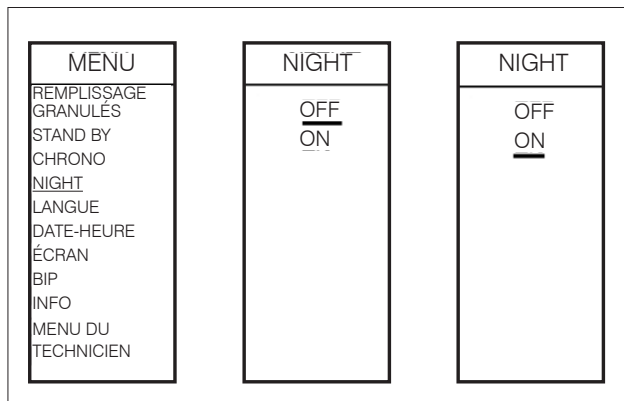 MENU
REMPLISSAGE
GRANULÉS
STAND BY
CHRONO
NIGHT
LANGUE
DATE-HEURE
ÉCRAN
BIP
INFO
MENU DU
TECHNICIEN
NIGHT
OFF
ON
NIGHT
OFF
ON